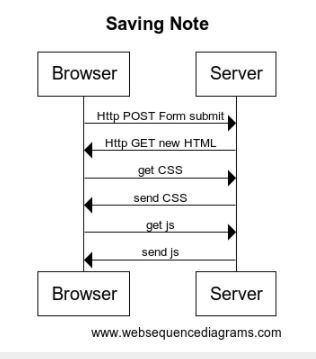 Saving Note
Browser Server
Http POST Form submit
Http GET new HTML
get CSS
send CSS
get js
send js
Browser Server
www.websequencediagrams.com